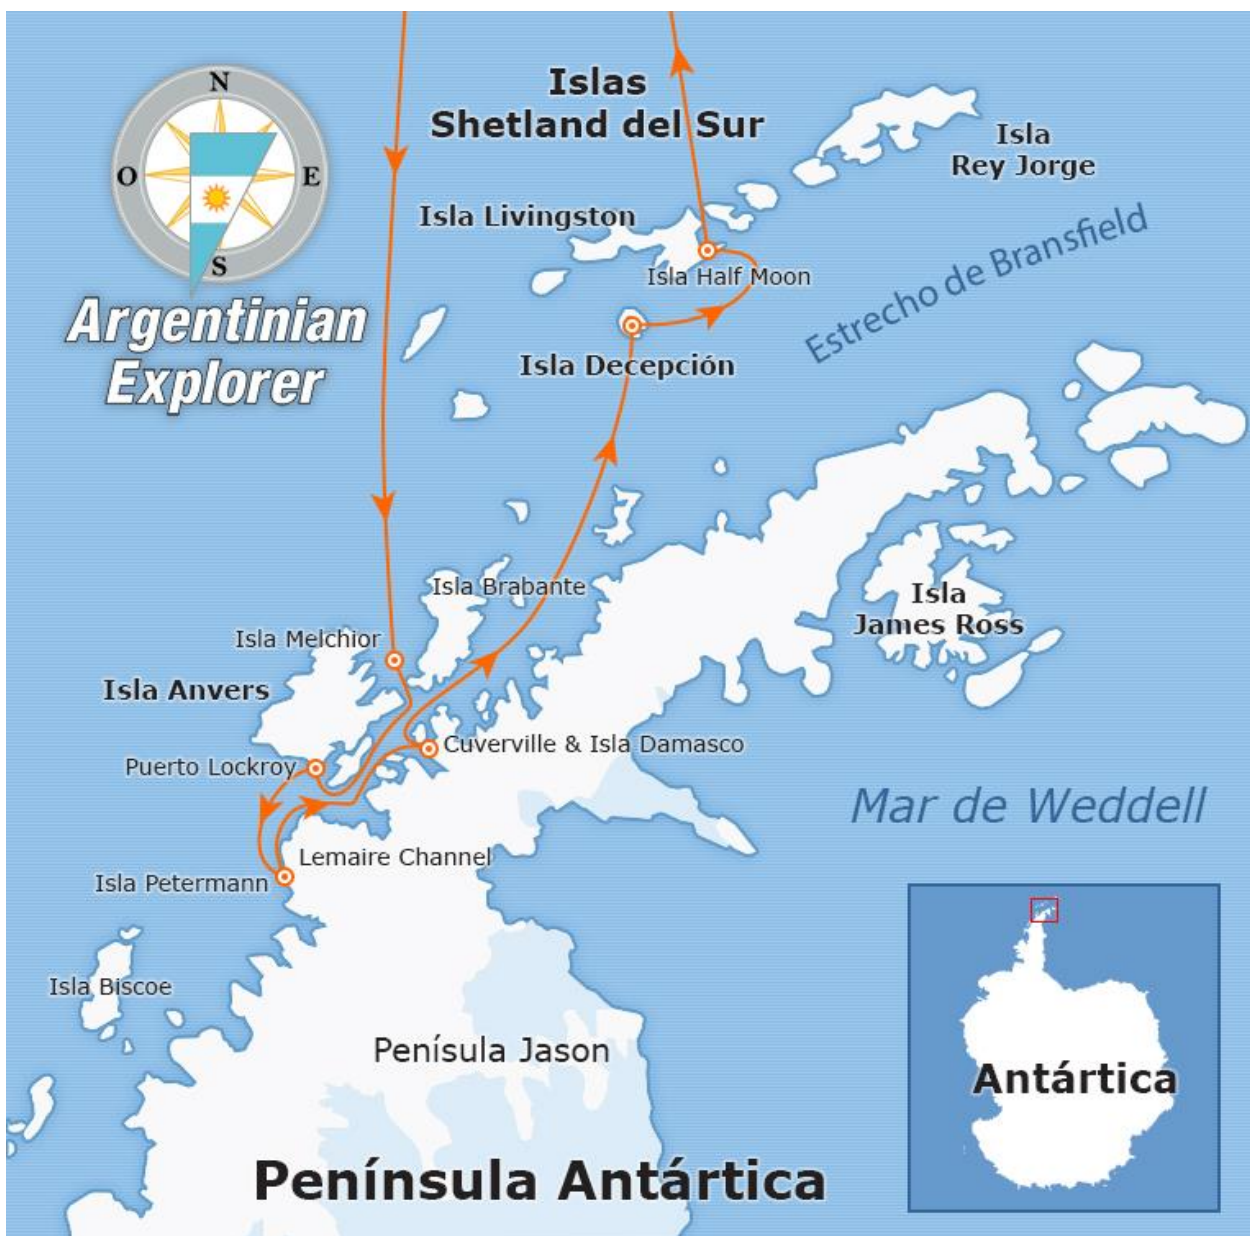 N
O
E
S
Argentinian
Explorer
Islas
Shetland del Sur
Isla
Rey Jorge
Isla Livingston
Isla Half Moon
Estrecho de Bransfield
Isla Decepción
Isla Brabante
Isla
James Ross
Isla Melchior
Isla Anvers
Cuverville & Isla Damasco
Puerto Lockroy
Mar de Weddell
Lemaire Channel
Isla Petermann
Isla Biscoe
Penísula Jason
Antártica
Península Antártica